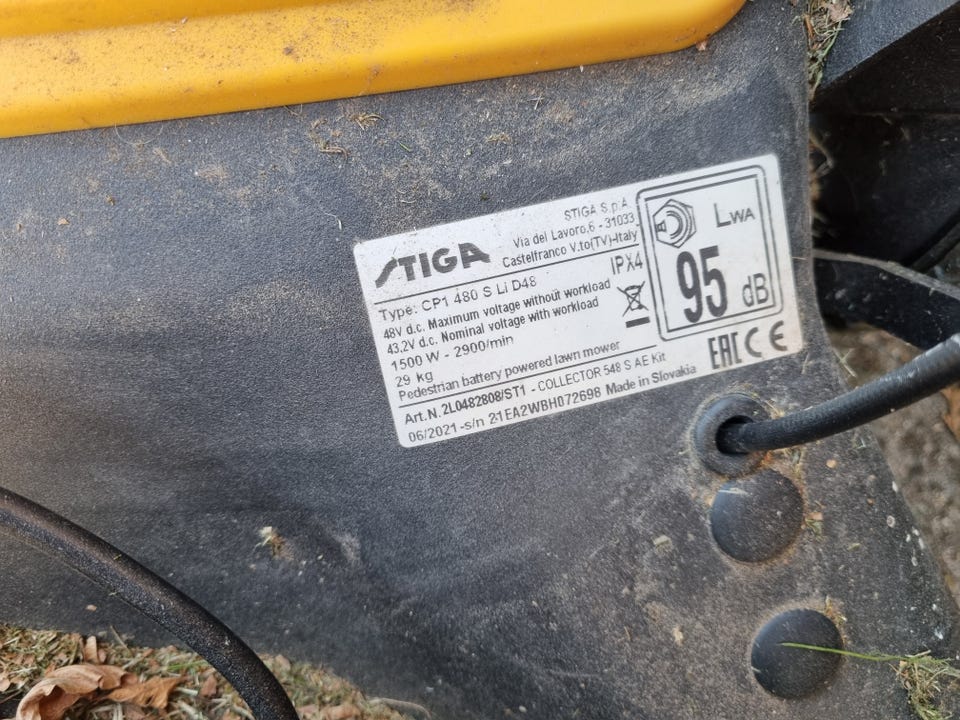 STIGA
STIGA S.p.A.
Via del Lavoro,6 - 31033
Castelfranco V.to(TV)-Italy
Type: CP1 480 S Li D48
IPX4
48V d.c. Maximum voltage without workload
43.2V d.c. Nominal voltage with workload
1500 W - 2900/min
29 kg
Pedestrian battery powered lawn mower
Art.N. 2L0482808/ST1 - COLLECTOR 548 S AE Kit
06/2021 -s/n 21EA2WBH072698 Made in Slovakia
LWA
95 dB
EAC CE